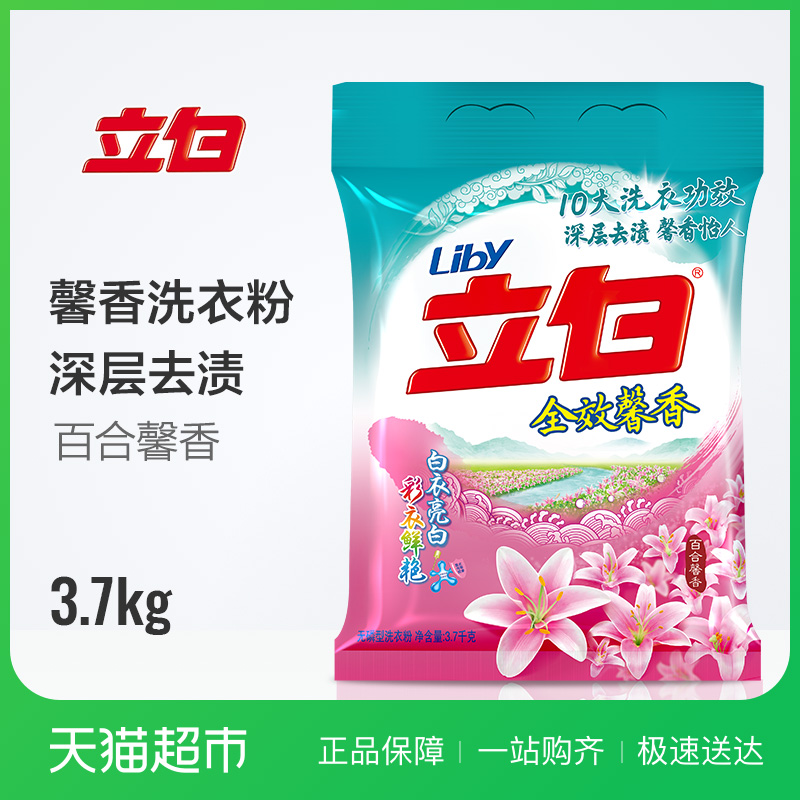 立白
馨香洗衣粉
深层去渍
百合馨香
3.7kg
10大洗衣功效
深层去渍 馨香怡人
Liby
立白®
全效馨香
白衣亮白
彩衣鲜艳
百合馨香
无磷型洗衣粉 净含量:3.7千克
天猫超市 正品保障 | 一站购齐 | 极速送达